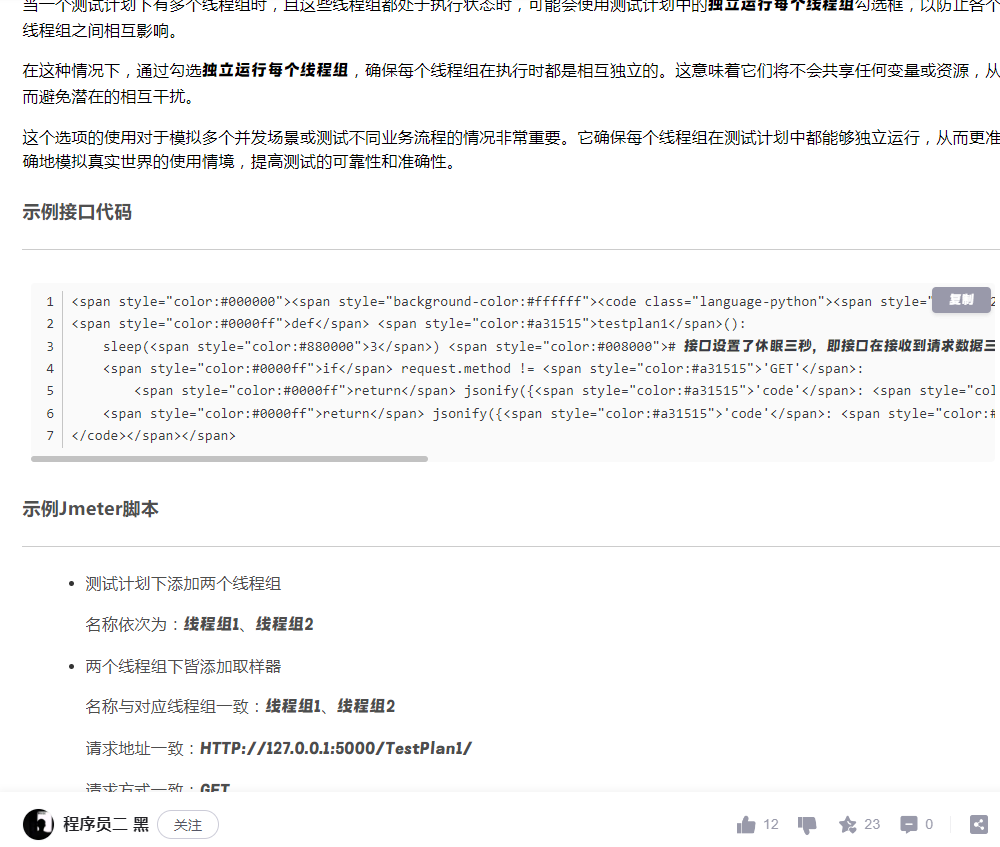 当一个测试计划下有多个线程组时，且这些线程组都处于执行状态时，可能会使用测试计划中的独立运行每个线程组勾选框，以防止各个
线程组之间相互影响。
在这种情况下，通过勾选独立运行每个线程组，确保每个线程组在执行时都是相互独立的。这意味着它们将不会共享任何变量或资源，从
而避免潜在的相互干扰。
这个选项的使用对于模拟多个并发场景或测试不同业务流程的情况非常重要。它确保每个线程组在测试计划中都能够独立运行，从而更准
确地模拟真实世界的使用情境，提高测试的可靠性和准确性。
示例接口代码
1 <span style="color:#000000"><span style="background-color:#ffffff"><code class="language-python"><span style="
复制
2 <span style="color:#0000ff">def</span> <span style="color:#a31515">testplan1</span>():
3 sleep(<span style="color:#880000">3</span>) <span style="color:#008000"># 接口设置了休眠三秒，即接口在接收到请求数据三
4 <span style="color:#0000ff">if</span> request.method != <span style="color:#a31515">'GET'</span>:
5 <span style="color:#0000ff">return</span> jsonify({<span style="color:#a31515">'code'</span>: <span style="col
6 <span style="color:#0000ff">return</span> jsonify({<span style="color:#a31515">'code'</span>: <span style="color:#
7 </code></span></span>
示例Jmeter脚本
• 测试计划下添加两个线程组
名称依次为：线程组1、线程组2
• 两个线程组下皆添加取样器
名称与对应线程组一致：线程组1、线程组2
请求地址一致：HTTP://127.0.0.1:5000/TestPlan1/
请求方式一致：GET
程序员二 黑 关注 12 23 0